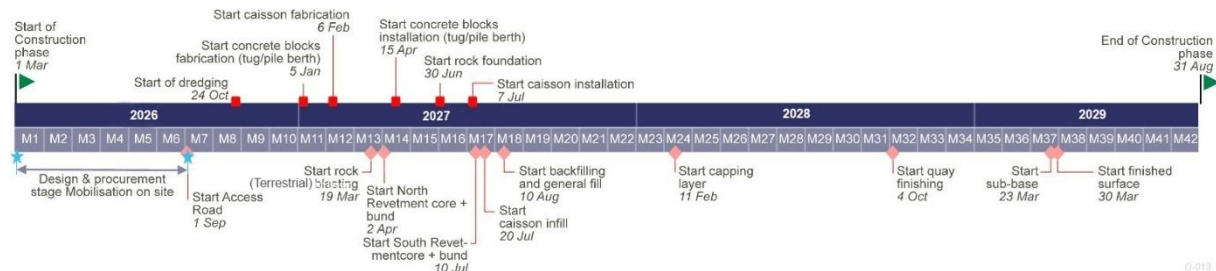 Start of
Construction
phase
1 Mar
Start of dredging
24 Oct
Start concrete blocks
fabrication (tug/pile berth)
5 Jan
Start caisson fabrication
6 Feb
Start concrete blocks
installation (tug/pile berth)
15 Apr
Start rock foundation
30 Jun
Start caisson installation
7 Jul
End of Construction
phase
31 Aug
2026 2027 2028 2029
M1 M2 M3 M4 M5 M6 M7 M8 M9 M10 M11 M12 M13 M14 M15 M16 M17 M18 M19 M20 M21 M22 M23 M24 M25 M26 M27 M28 M29 M30 M31 M32 M33 M34 M35 M36 M37 M38 M39 M40 M41 M42
Design & procurement
stage Mobilisation on site
Start Access
Road
1 Sep
Start rock
(Terrestrial) blasting
19 Mar
Start North
Revetment core +
bund
2 Apr
Start South Revet-
mentcore + bund
10 Jul
Start
caisson infill
20 Jul
Start backfilling
and general fill
10 Aug
Start capping
layer
11 Feb
Start quay
finishing
4 Oct
Start
sub-base
23 Mar
Start finished
surface
30 Mar
O-013